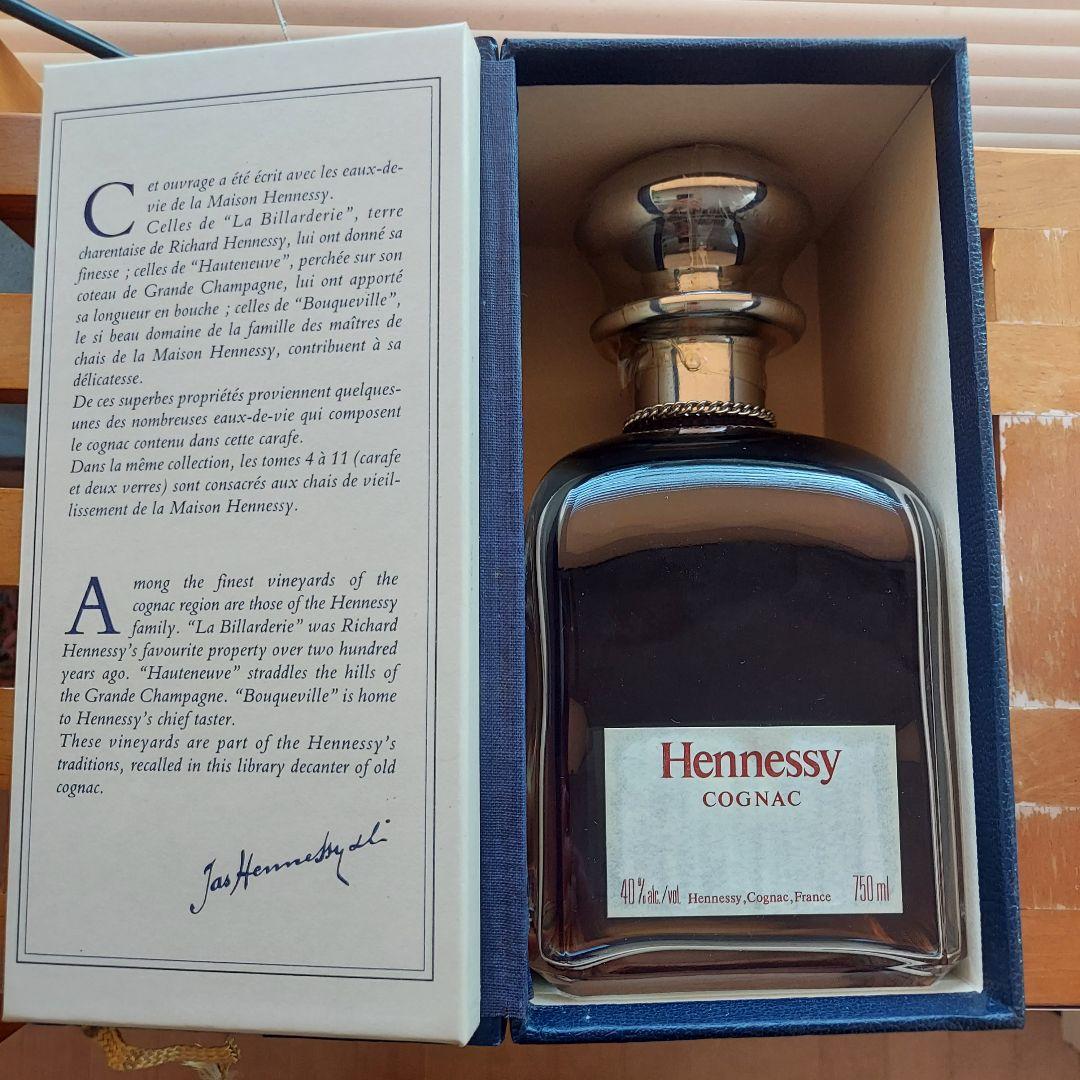 Cet ouvrage a été écrit avec les eaux-de-
vie de la Maison Hennessy.
Celles de “La Billarderie”, terre
charentaise de Richard Hennessy, lui ont donné sa
finesse ; celles de “Hauteneuve”, perchée sur son
coteau de Grande Champagne, lui ont apporté
sa longueur en bouche ; celles de “Bouqueville”,
le si beau domaine de la famille des maîtres de
chais de la Maison Hennessy, contribuent à sa
délicatesse.
De ces superbes propriétés proviennent quelques-
unes des nombreuses eaux-de-vie qui composent
le cognac contenu dans cette carafe.
Dans la même collection, les tomes 4 à 11 (carafe
et deux verres) sont consacrés aux chais de vieil-
lissement de la Maison Hennessy.
Among the finest vineyards of the
cognac region are those of the Hennessy
family. “La Billarderie” was Richard
Hennessy’s favourite property over two hundred
years ago. “Hauteneuve” straddles the hills of
the Grande Champagne. “Bouqueville” is home
to Hennessy’s chief taster.
These vineyards are part of the Hennessy’s
traditions, recalled in this library decanter of old
cognac.
Jas Hennessy
Hennessy
COGNAC
40% alc./vol. Hennessy, Cognac, France 750 ml